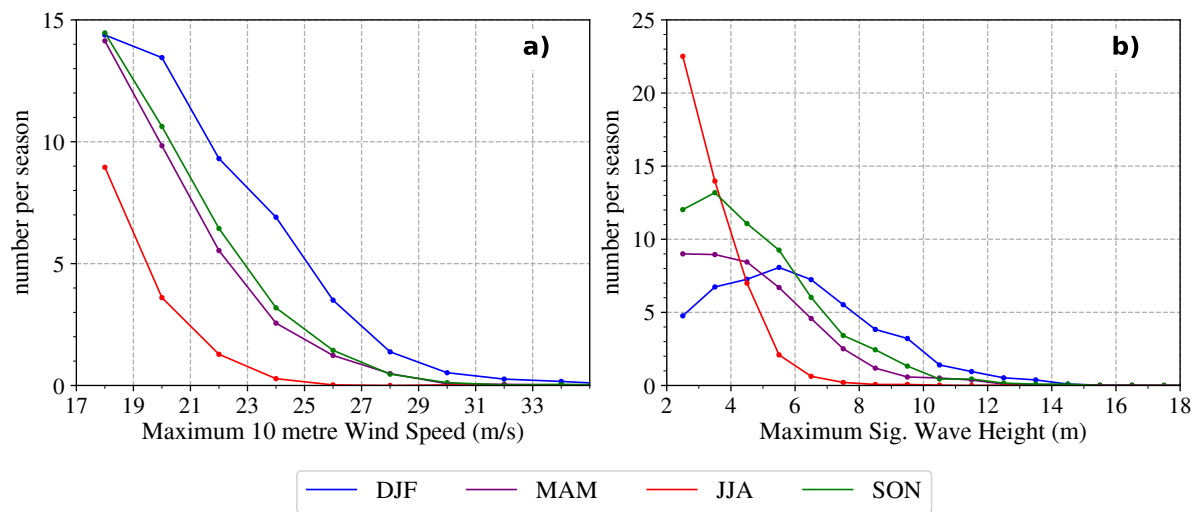 a)
number per season
15
10
5
0
17 19 21 23 25 27 29 31 33
Maximum 10 metre Wind Speed (m/s)
b)
number per season
25
20
15
10
5
0
2 4 6 8 10 12 14 16 18
Maximum Sig. Wave Height (m)
DJF MAM JJA SON